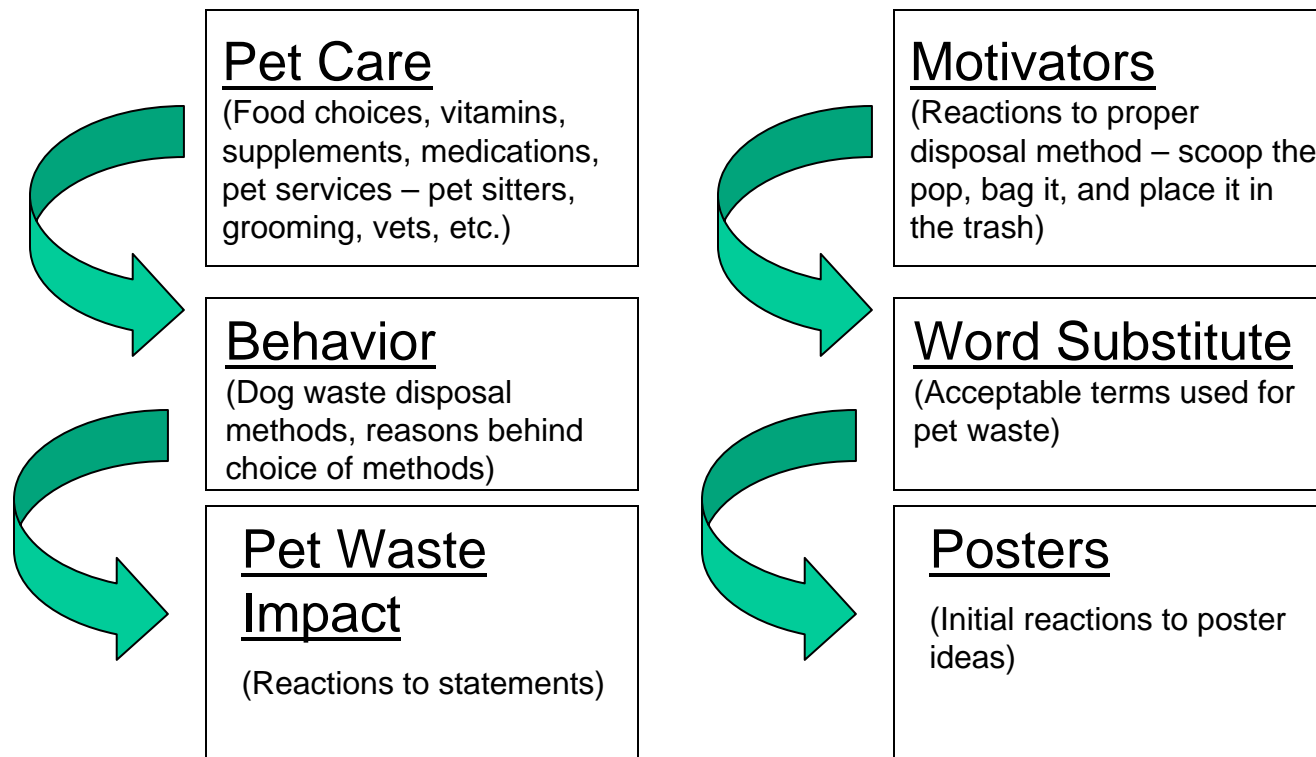 Pet Care
(Food choices, vitamins,
supplements, medications,
pet services – pet sitters,
grooming, vets, etc.)
Behavior
(Dog waste disposal
methods, reasons behind
choice of methods)
Pet Waste
Impact
(Reactions to statements)
Motivators
(Reactions to proper
disposal method – scoop the
pop, bag it, and place it in
the trash)
Word Substitute
(Acceptable terms used for
pet waste)
Posters
(Initial reactions to poster
ideas)